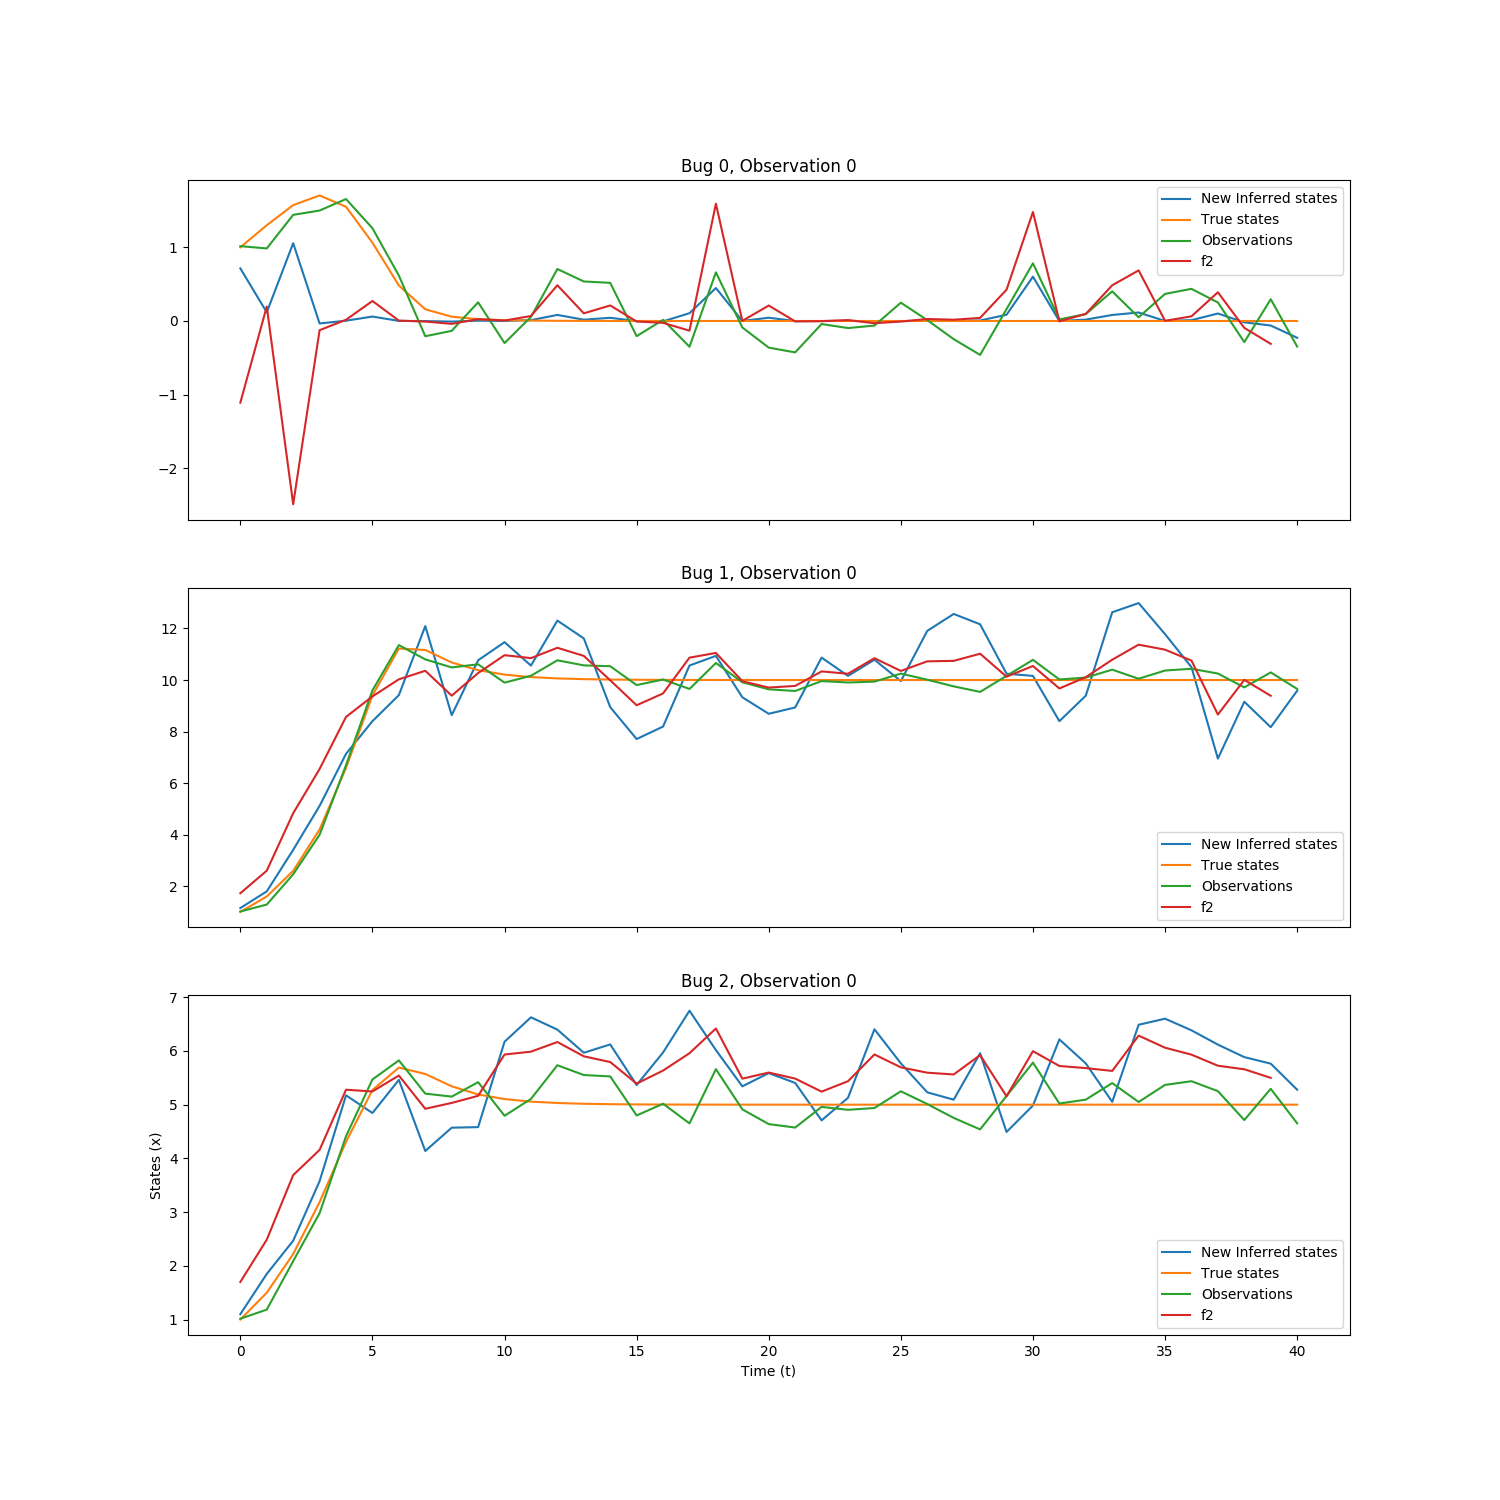 Bug 0, Observation 0
New Inferred states
True states
Observations
f2
1
0
−1
−2
Bug 1, Observation 0
12
10
8
6
4
2
New Inferred states
True states
Observations
f2
Bug 2, Observation 0
7
6
5
4
3
2
1
States (x)
New Inferred states
True states
Observations
f2
0 5 10 15 20 25 30 35 40
Time (t)